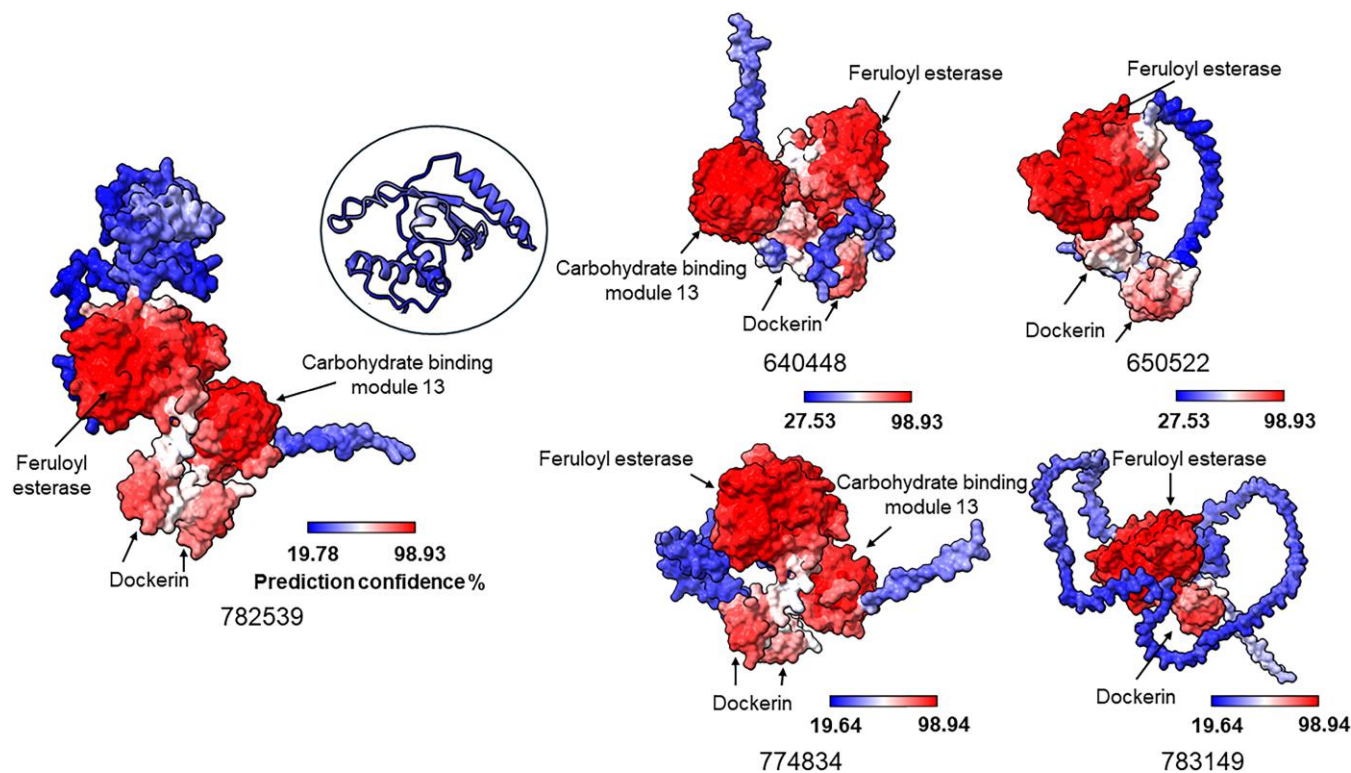 Carbohydrate binding
module 13
Feruloyl
esterase
Dockerin
19.78
98.93
Prediction confidence %
782539
Feruloyl esterase
Carbohydrate binding
module 13
Dockerin
640448
27.53
98.93
Feruloyl esterase
Dockerin
650522
27.53
98.93
Feruloyl esterase
Carbohydrate binding
module 13
Dockerin
19.64
98.94
774834
Feruloyl esterase
Dockerin
19.64
98.94
783149